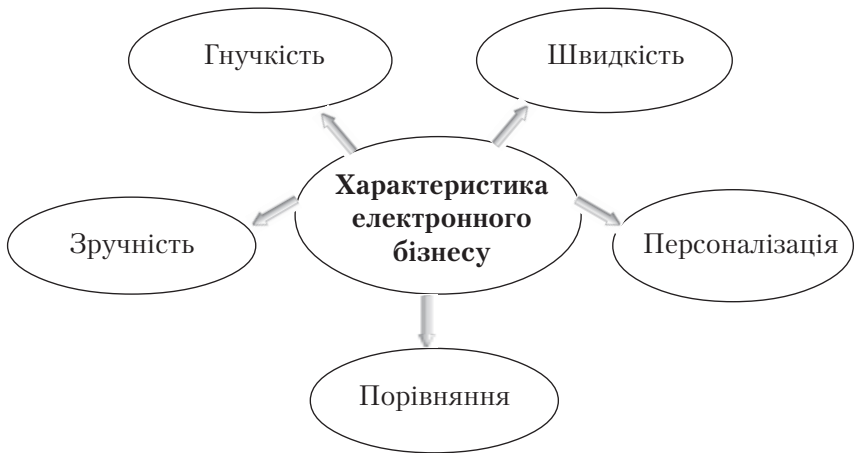 Гнучкість
Швидкість
Характеристика
електронного
бізнесу
Зручність
Персоналізація
Порівняння